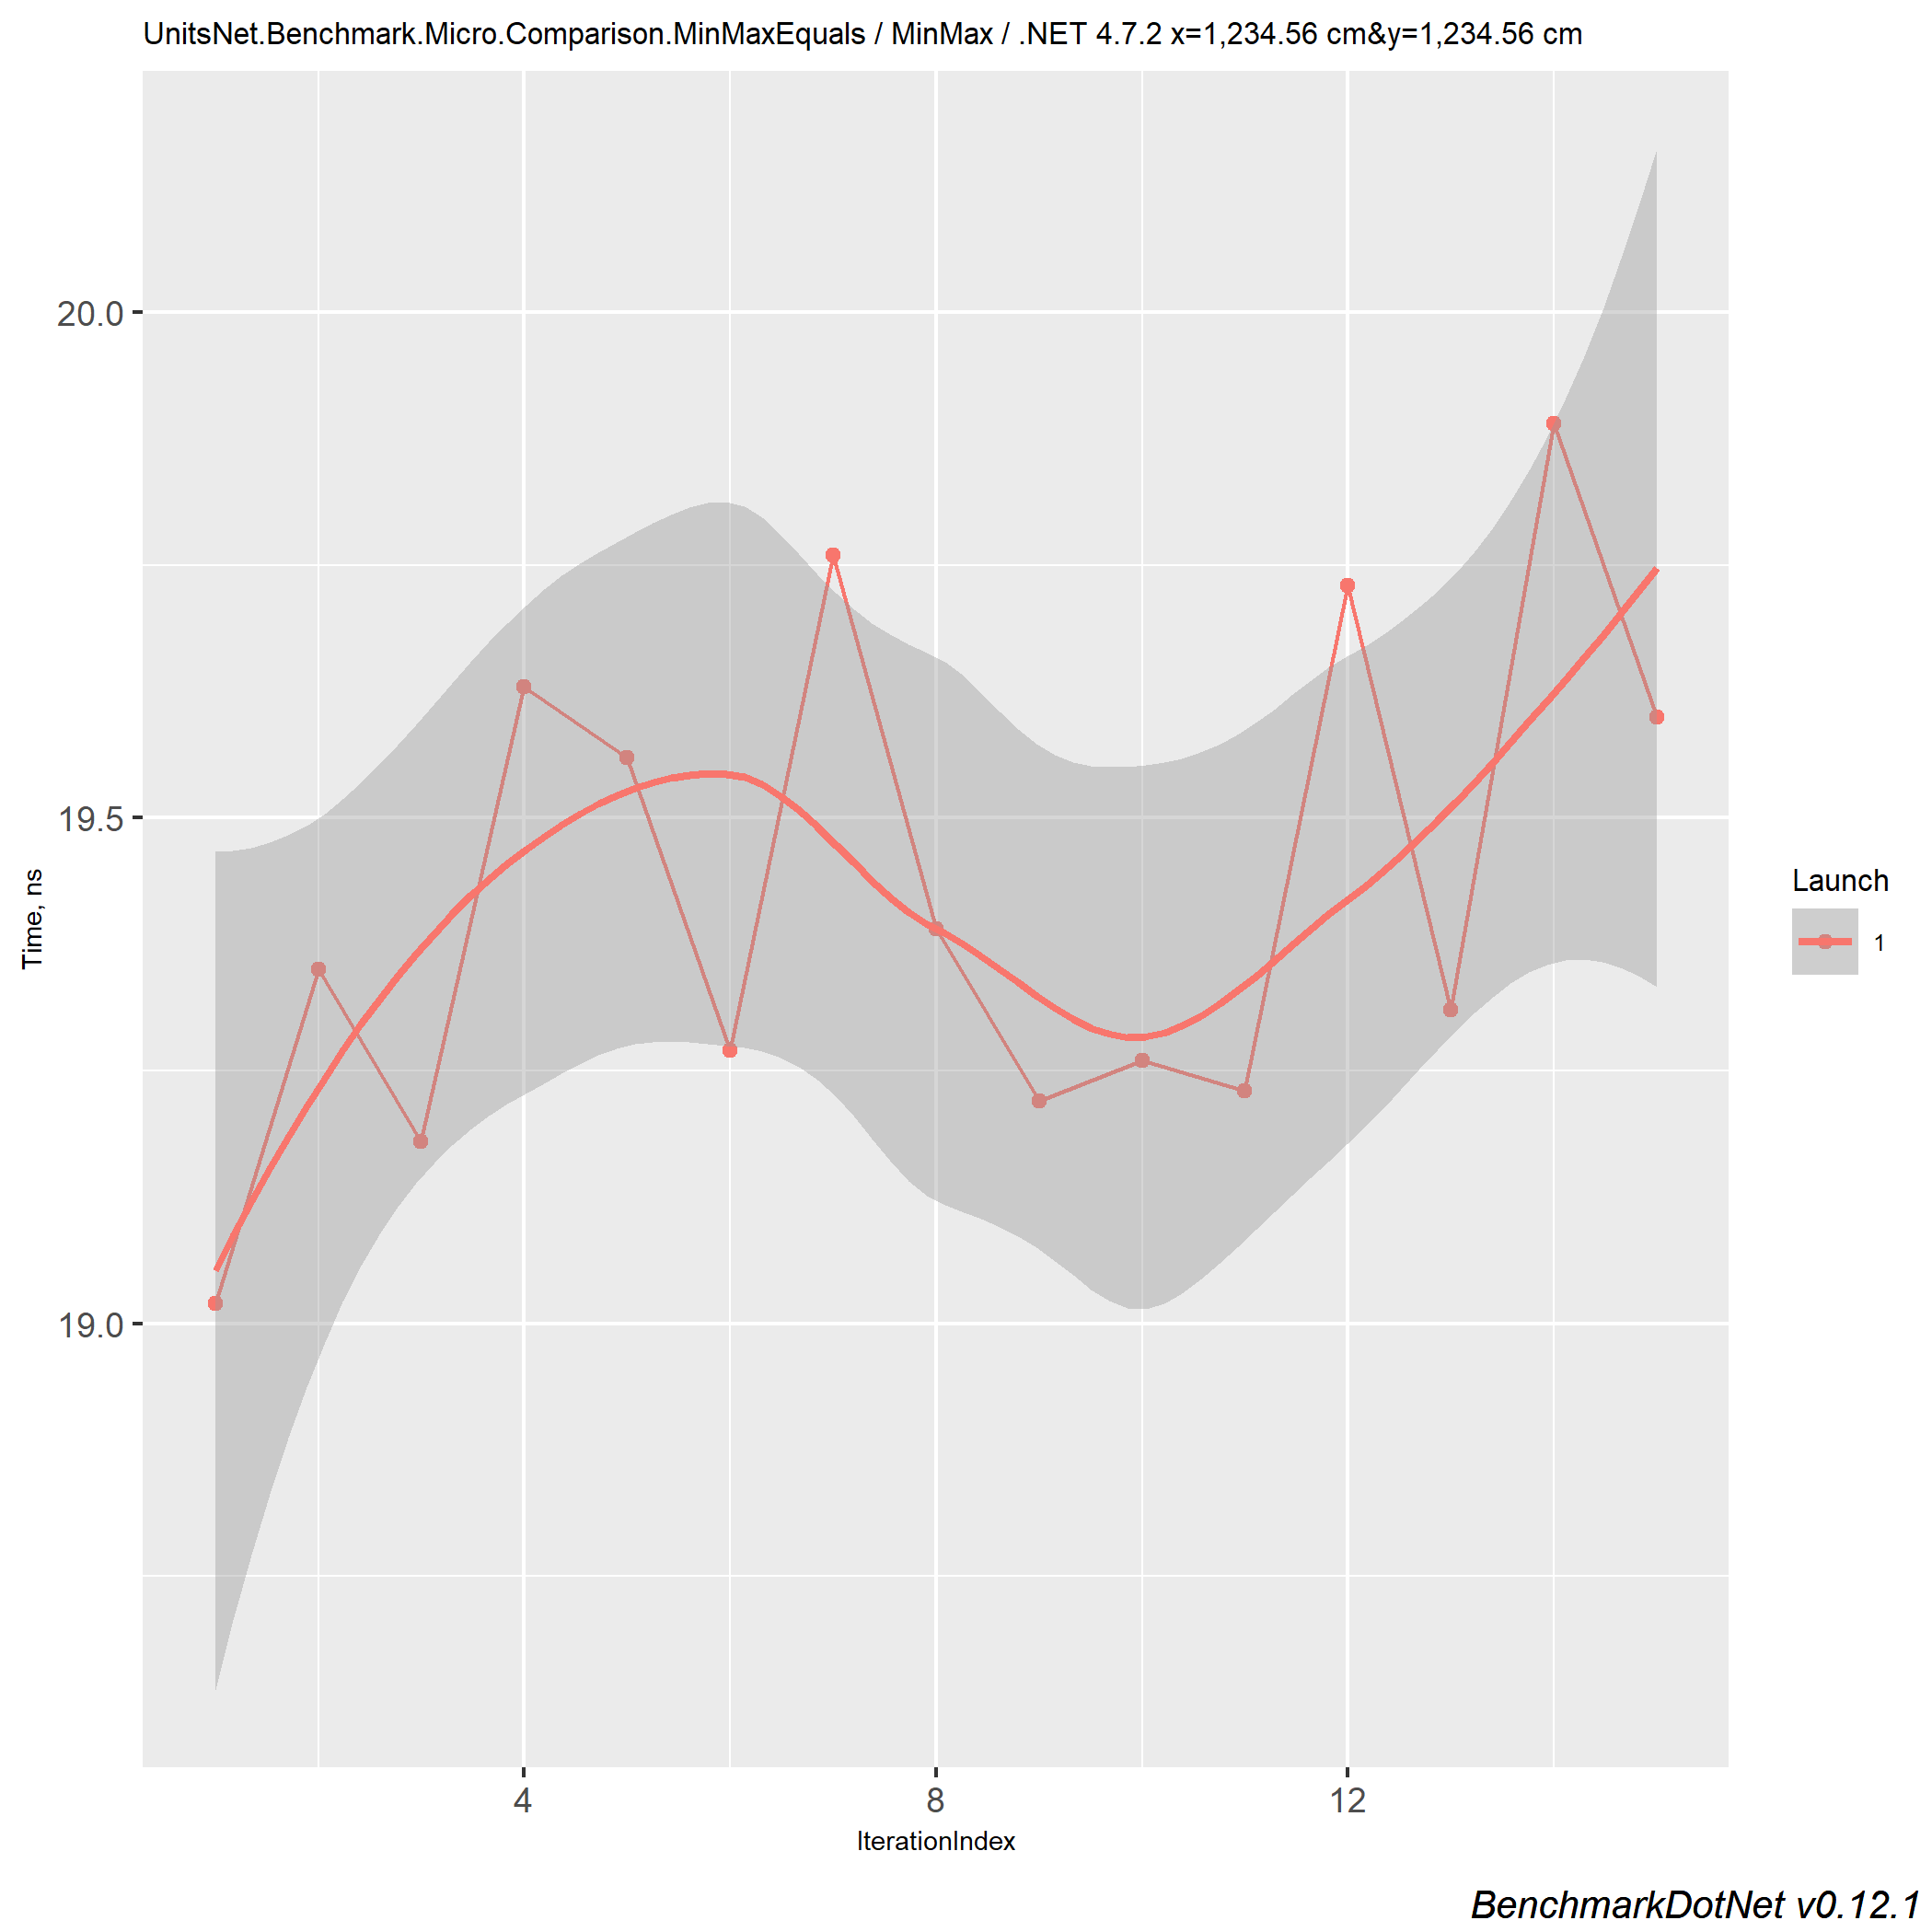 UnitsNet.Benchmark.Micro.Comparison.MinMaxEquals / MinMax / .NET 4.7.2 x=1,234.56 cm&y=1,234.56 cm
20.0
19.5
19.0
Time, ns
4
8
12
IterationIndex
Launch
1
BenchmarkDotNet v0.12.1